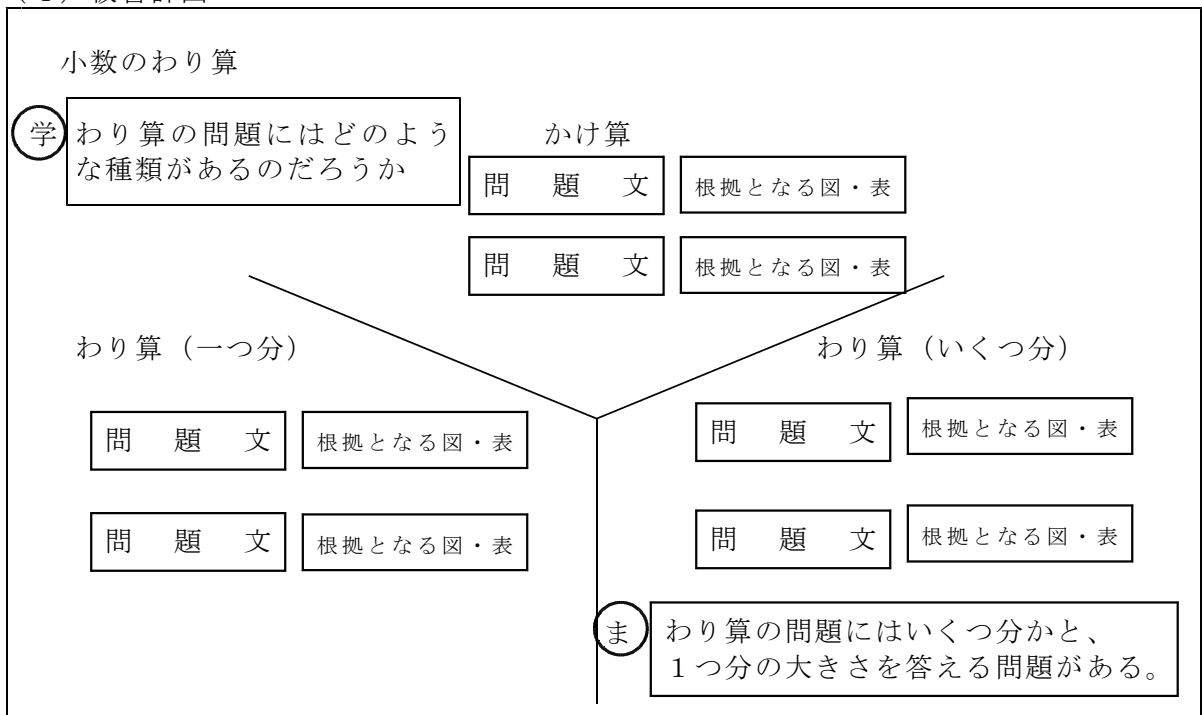 小数のわり算
学
わり算の問題にはどのよう
な種類があるのだろうか
かけ算
問 題 文
根拠となる図・表
問 題 文
根拠となる図・表
わり算（一つ分）
わり算（いくつ分）
問 題 文
根拠となる図・表
問 題 文
根拠となる図・表
問 題 文
根拠となる図・表
問 題 文
根拠となる図・表
ま
わり算の問題にはいくつ分かと、
１つ分の大きさを答える問題がある。